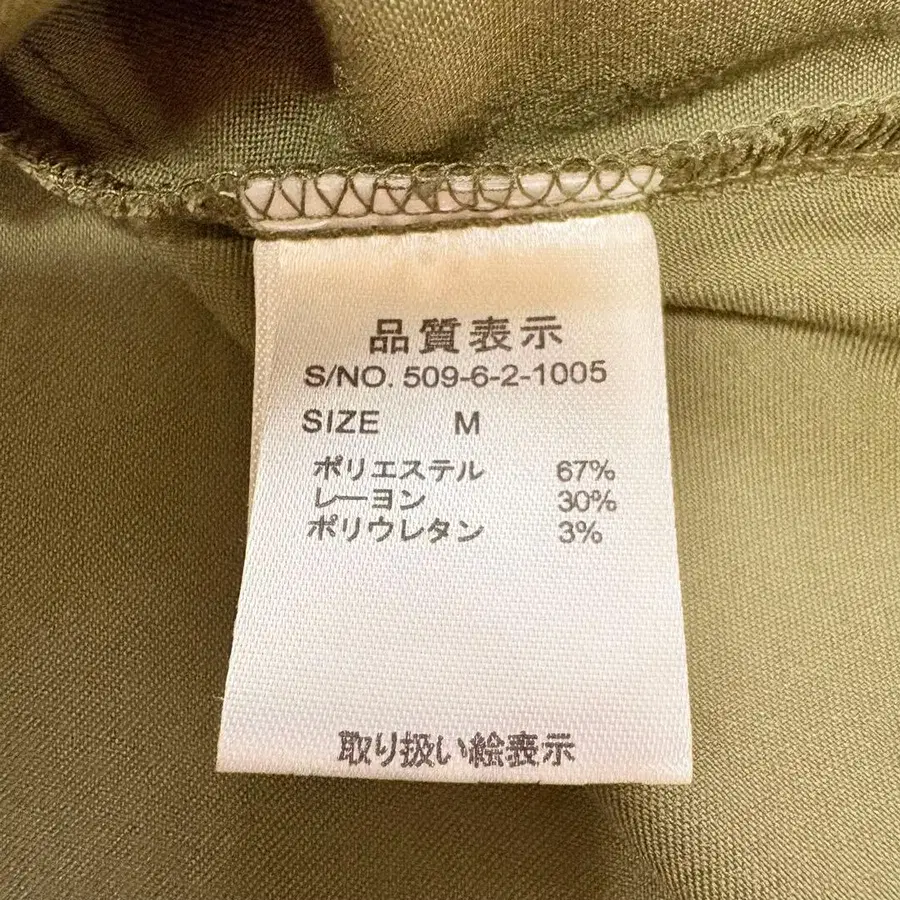 品質表示
S/NO. 509-6-2-1005
SIZE M
ポリエステル 67%
レーヨン 30%
ポリウレタン 3%
取り扱い絵表示